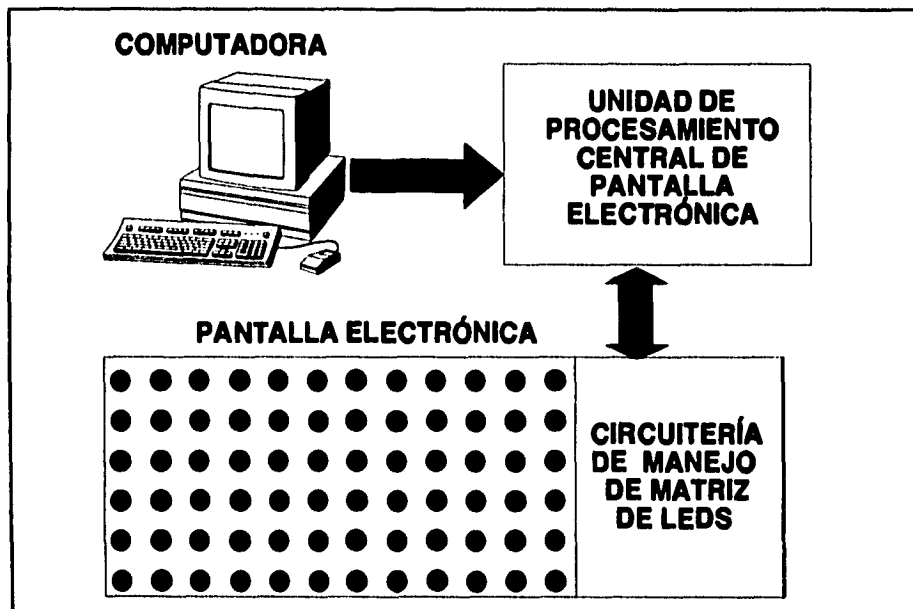 COMPUTADORA
UNIDAD DE
PROCESAMIENTO
CENTRAL DE
PANTALLA
ELECTRÓNICA
PANTALLA ELECTRÓNICA
CIRCUITERÍA
DE MANEJO
DE MATRIZ
DE LEDS